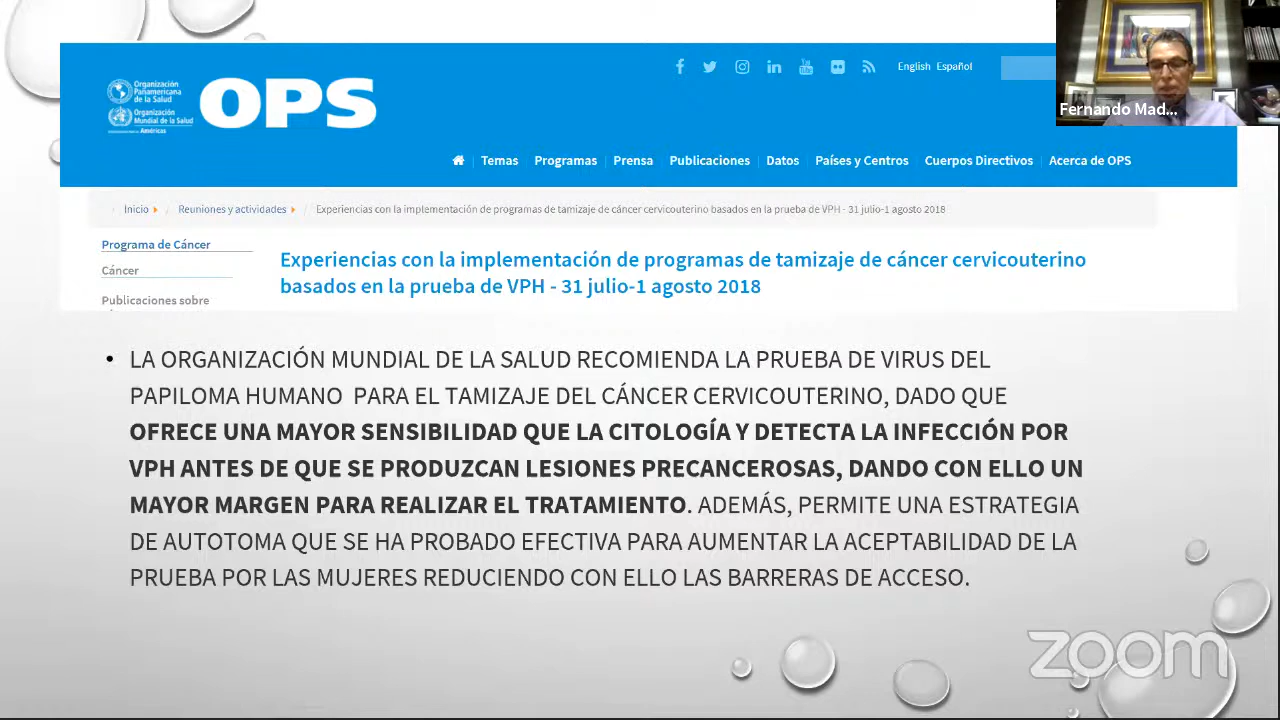 Organización
Panamericana
de la Salud
Organización
Mundial de la Salud
Américas
OPS
English Español
Fernando Mad...
Temas Programas Prensa Publicaciones Datos Países y Centros Cuerpos Directivos Acerca de OPS
Inicio / Reuniones y actividades / Experiencias con la implementación de programas de tamizaje de cáncer cervicouterino basados en la prueba de VPH - 31 julio-1 agosto 2018
Programa de Cáncer
Cáncer
Publicaciones sobre
Experiencias con la implementación de programas de tamizaje de cáncer cervicouterino
basados en la prueba de VPH - 31 julio-1 agosto 2018
• LA ORGANIZACIÓN MUNDIAL DE LA SALUD RECOMIENDA LA PRUEBA DE VIRUS DEL
PAPILOMA HUMANO PARA EL TAMIZAJE DEL CÁNCER CERVICOUTERINO, DADO QUE
OFRECE UNA MAYOR SENSIBILIDAD QUE LA CITOLOGÍA Y DETECTA LA INFECCIÓN POR
VPH ANTES DE QUE SE PRODUZCAN LESIONES PRECANCEROSAS, DANDO CON ELLO UN
MAYOR MARGEN PARA REALIZAR EL TRATAMIENTO. ADEMÁS, PERMITE UNA ESTRATEGIA
DE AUTOTOMA QUE SE HA PROBADO EFECTIVA PARA AUMENTAR LA ACEPTABILIDAD DE LA
PRUEBA POR LAS MUJERES REDUCIENDO CON ELLO LAS BARRERAS DE ACCESO.
zoom